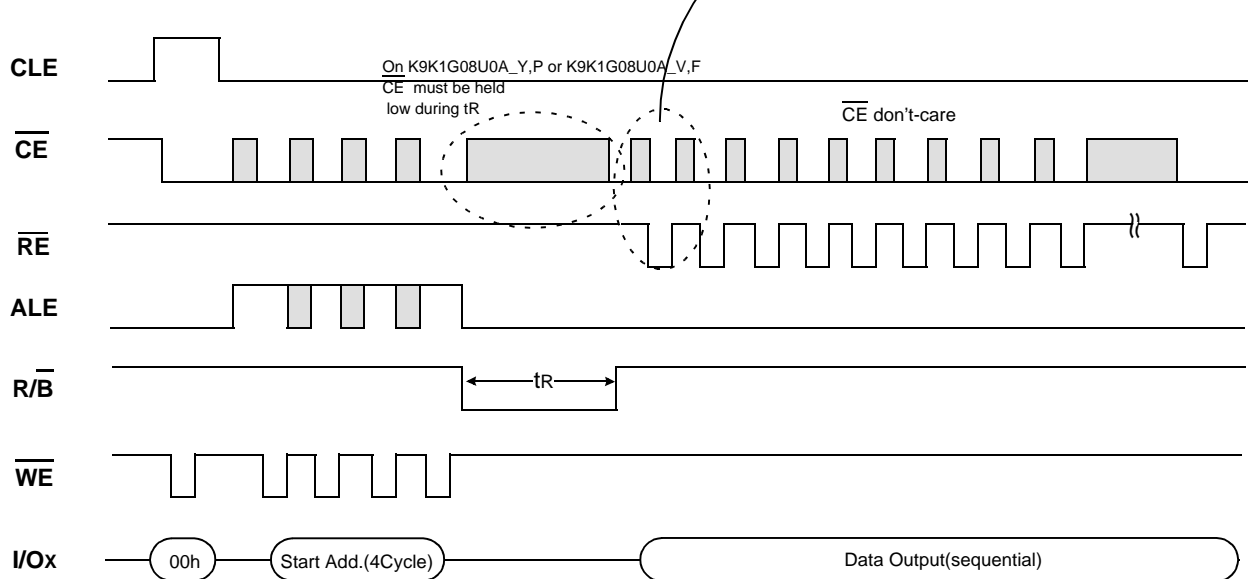 CLE
On K9K1G08U0A_Y,P or K9K1G08U0A_V,F
CE must be held
low during tR
CE don't-care
CE
RE
ALE
R/B
tR
WE
I/Ox
00h
Start Add.(4Cycle)
Data Output(sequential)